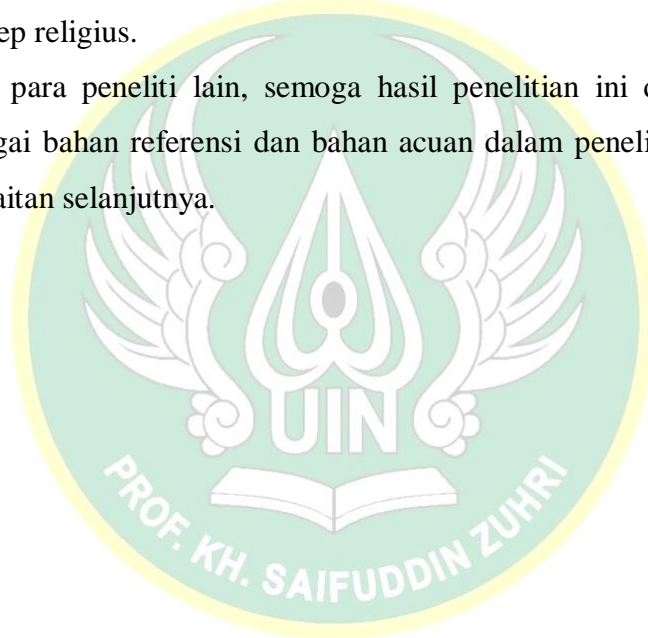 ep religius.
para peneliti lain, semoga hasil penelitian ini d
gai bahan referensi dan bahan acuan dalam peneli
aitan selanjutnya.
UIN
PROF. KH. SAIFUDDIN ZUHRI